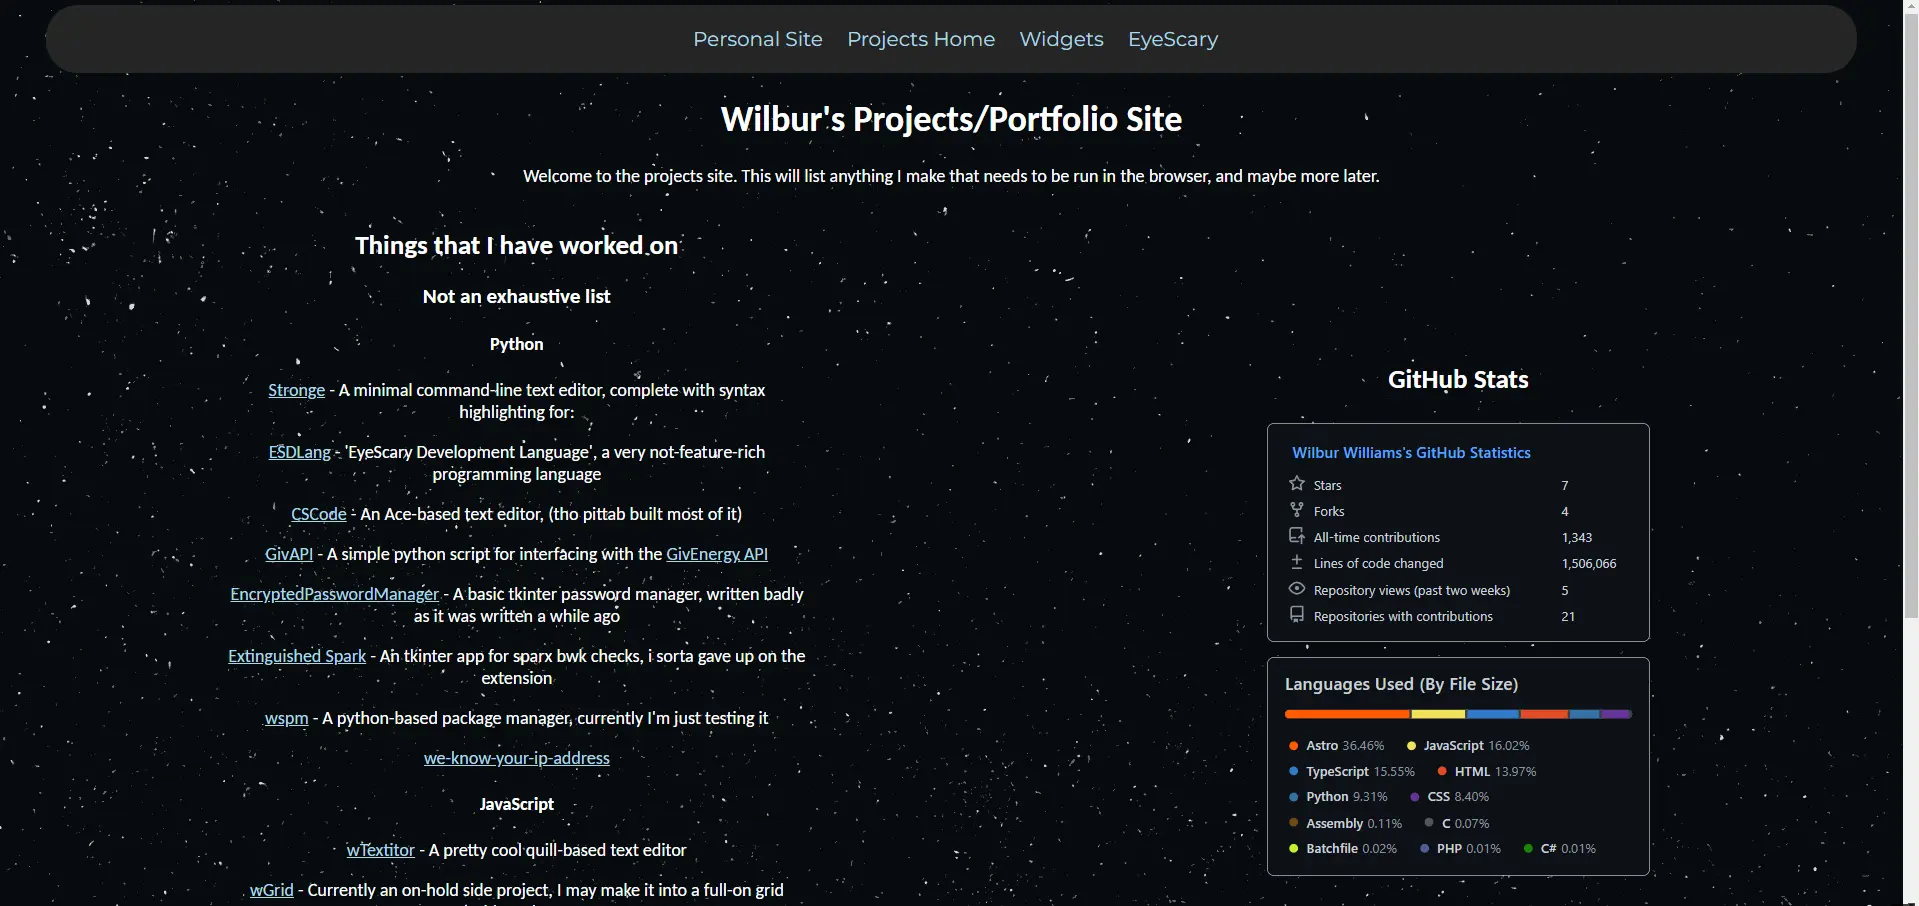 Personal Site Projects Home Widgets EyeScary
Wilbur's Projects/Portfolio Site
Welcome to the projects site. This will list anything I make that needs to be run in the browser, and maybe more later.
Things that I have worked on
Not an exhaustive list
Python
Stronge - A minimal command-line text editor, complete with syntax
highlighting for:
ESDLang - 'EyeScary Development Language', a very not-feature-rich
programming language
CSCode - An Ace-based text editor, (tho pittab built most of it)
GivAPI - A simple python script for interfacing with the GivEnergy API
EncryptedPasswordManager - A basic tkinter password manager, written badly
as it was written a while ago
Extinguished Spark - An tkinter app for sparx bwk checks, i sorta gave up on the
extension
wspm - A python-based package manager, currently I'm just testing it
we-know-your-ip-address
JavaScript
wTextitor - A pretty cool quill-based text editor
wGrid - Currently an on-hold side project, I may make it into a full-on grid
GitHub Stats
Wilbur Williams's GitHub Statistics
Stars 7
Forks 4
All-time contributions 1,343
Lines of code changed 1,506,066
Repository views (past two weeks) 5
Repositories with contributions 21
Languages Used (By File Size)
Astro 36.46% JavaScript 16.02%
TypeScript 15.55% HTML 13.97%
Python 9.31% CSS 8.40%
Assembly 0.11% C 0.07%
Batchfile 0.02% PHP 0.01% C# 0.01%